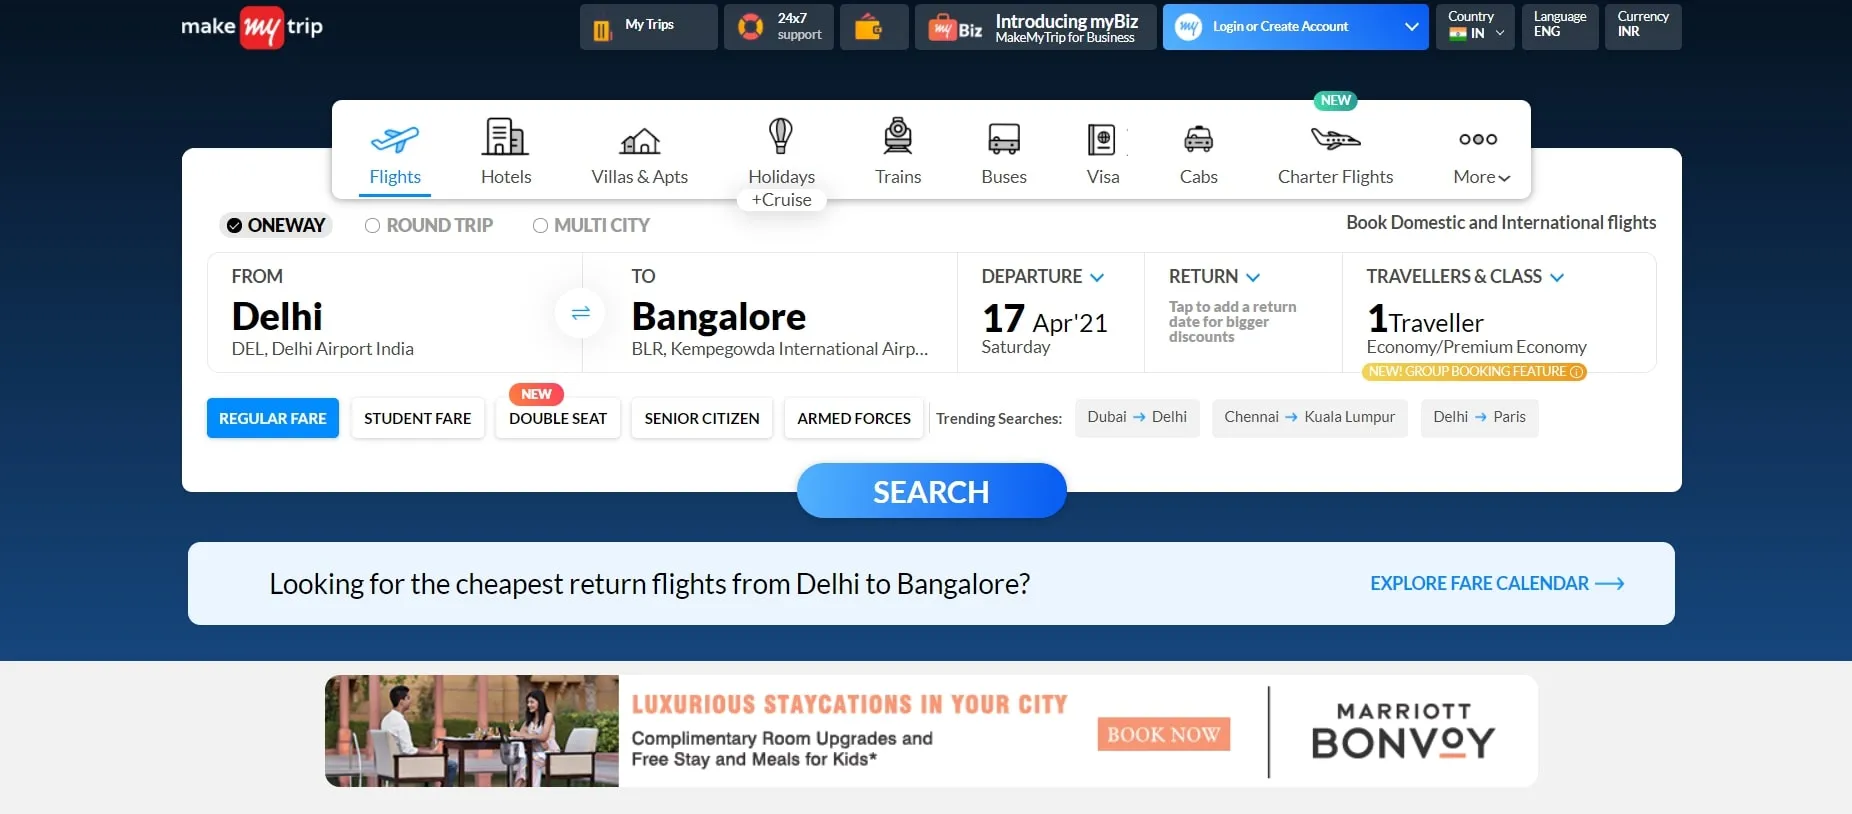 make my trip
My Trips
24x7
support
my Biz
Introducing myBiz
MakeMyTrip for Business
my
Login or Create Account
Country
IN
Language
ENG
Currency
INR
NEW
Flights
Hotels
Villas & Apts
Holidays
+Cruise
Trains
Buses
Visa
Cabs
Charter Flights
More
ONEWAY
ROUND TRIP
MULTI CITY
Book Domestic and International flights
FROM
Delhi
DEL, Delhi Airport India
TO
Bangalore
BLR, Kempegowda International Airp...
DEPARTURE
17 Apr'21
Saturday
RETURN
Tap to add a return
date for bigger
discounts
TRAVELLERS & CLASS
1Traveller
Economy/Premium Economy
NEW! GROUP BOOKING FEATURE
REGULAR FARE
STUDENT FARE
NEW
DOUBLE SEAT
SENIOR CITIZEN
ARMED FORCES
Trending Searches:
Dubai → Delhi
Chennai → Kuala Lumpur
Delhi → Paris
SEARCH
Looking for the cheapest return flights from Delhi to Bangalore?
EXPLORE FARE CALENDAR
LUXURIOUS STAYCATIONS IN YOUR CITY
Complimentary Room Upgrades and
Free Stay and Meals for Kids*
BOOK NOW
MARRIOTT
BONVOY